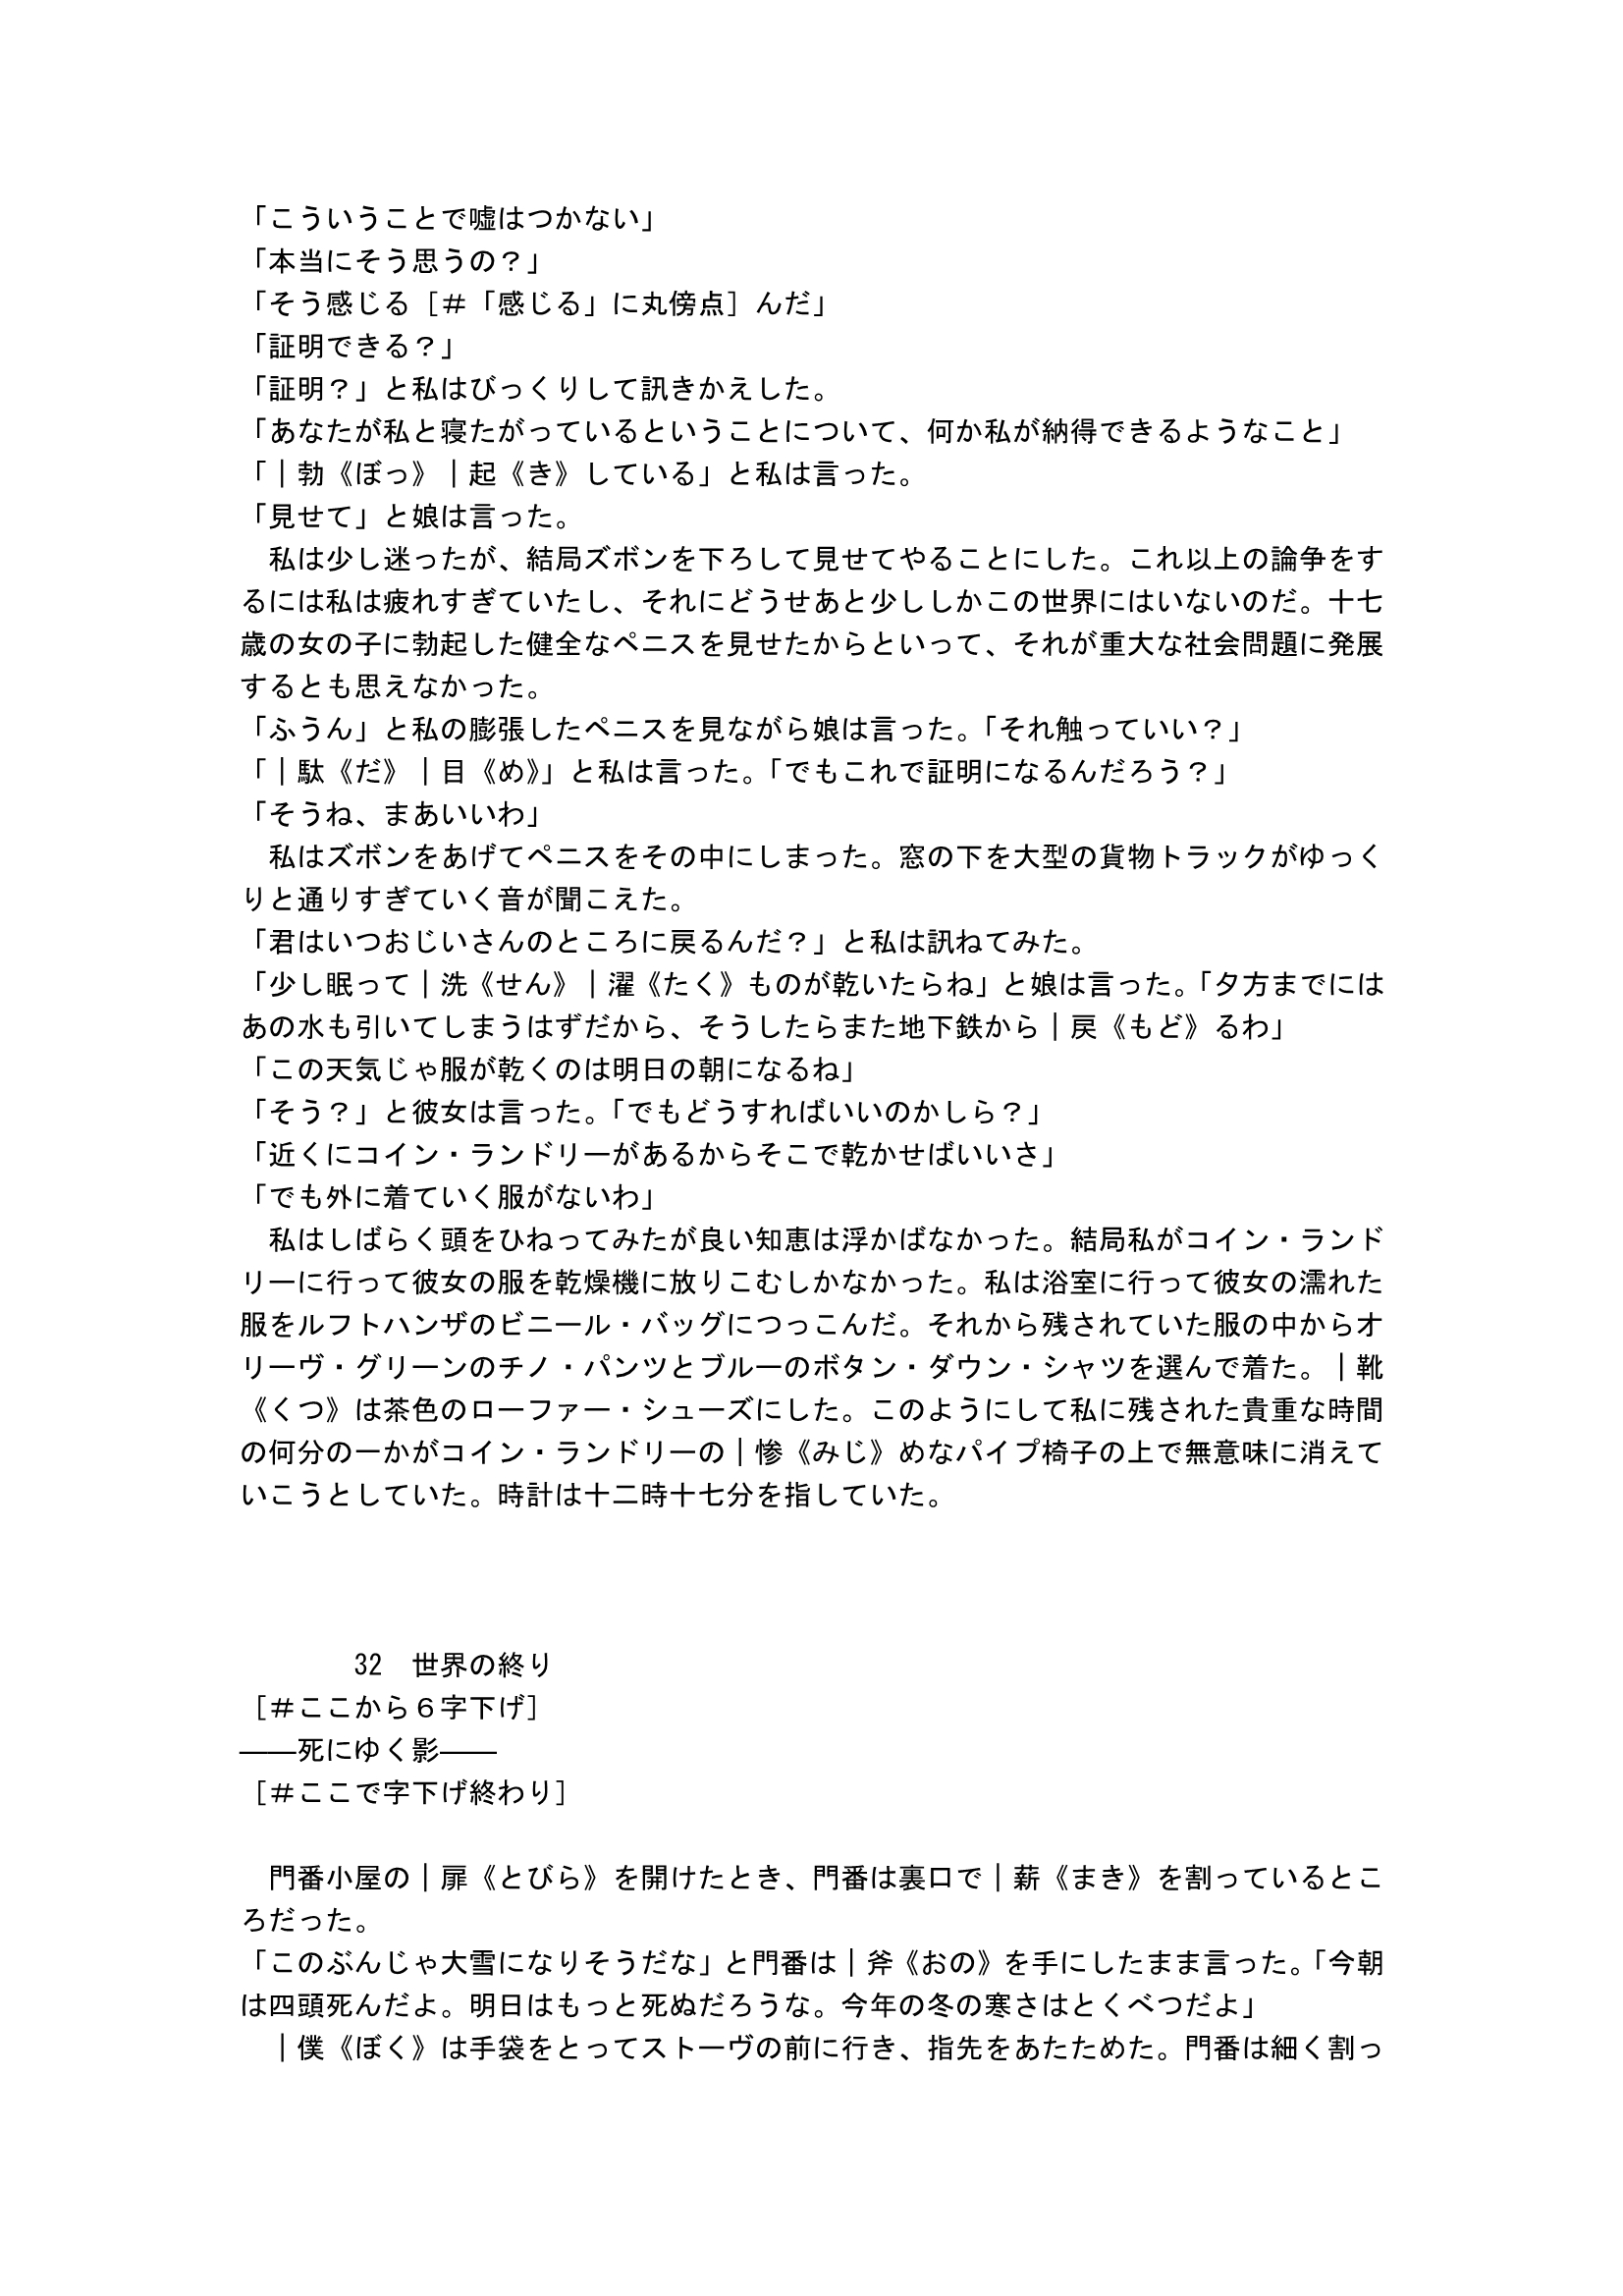 「こういうことで嘘はつかない」
「本当にそう思うの？」
「そう感じる［＃「感じる」に丸傍点］んだ」
「証明できる？」
「証明？」と私はびっくりして訊きかえした。
「あなたが私と寝たがっているということについて、何か私が納得できるようなこと」
「｜勃《ぼっ》｜起《き》している」と私は言った。
「見せて」と娘は言った。
　私は少し迷ったが、結局ズボンを下ろして見せてやることにした。これ以上の論争をす
るには私は疲れすぎていたし、それにどうせあと少ししかこの世界にはいないのだ。十七
歳の女の子に勃起した健全なペニスを見せたからといって、それが重大な社会問題に発展
するとも思えなかった。
「ふうん」と私の膨張したペニスを見ながら娘は言った。「それ触っていい？」
「｜駄《だ》｜目《め》」と私は言った。「でもこれで証明になるんだろう？」
「そうね、まあいいわ」
　私はズボンをあげてペニスをその中にしまった。窓の下を大型の貨物トラックがゆっく
りと通りすぎていく音が聞こえた。
「君はいつおじいさんのところに戻るんだ？」と私は訊ねてみた。
「少し眠って｜洗《せん》｜濯《たく》ものが乾いたらね」と娘は言った。「夕方までには
あの水も引いてしまうはずだから、そうしたらまた地下鉄から｜戻《もど》るわ」
「この天気じゃ服が乾くのは明日の朝になるね」
「そう？」と彼女は言った。「でもどうすればいいのかしら？」
「近くにコイン・ランドリーがあるからそこで乾かせばいいさ」
「でも外に着ていく服がないわ」
　私はしばらく頭をひねってみたが良い知恵は浮かばなかった。結局私がコイン・ランド
リーに行って彼女の服を乾燥機に放りこむしかなかった。私は浴室に行って彼女の濡れた
服をルフトハンザのビニール・バッグにつっこんだ。それから残されていた服の中からオ
リーヴ・グリーンのチノ・パンツとブルーのボタン・ダウン・シャツを選んで着た。｜靴
《くつ》は茶色のローファー・シューズにした。このようにして私に残された貴重な時間
の何分の一かがコイン・ランドリーの｜惨《みじ》めなパイプ椅子の上で無意味に消えて
いこうとしていた。時計は十二時十七分を指していた。
32　世界の終り
［＃ここから６字下げ］
――死にゆく影――
［＃ここで字下げ終わり］
　門番小屋の｜扉《とびら》を開けたとき、門番は裏口で｜薪《まき》を割っているとこ
ろだった。
「このぶんじゃ大雪になりそうだな」と門番は｜斧《おの》を手にしたまま言った。「今朝
は四頭死んだよ。明日はもっと死ぬだろうな。今年の冬の寒さはとくべつだよ」
　｜僕《ぼく》は手袋をとってストーヴの前に行き、指先をあたためた。門番は細く割っ